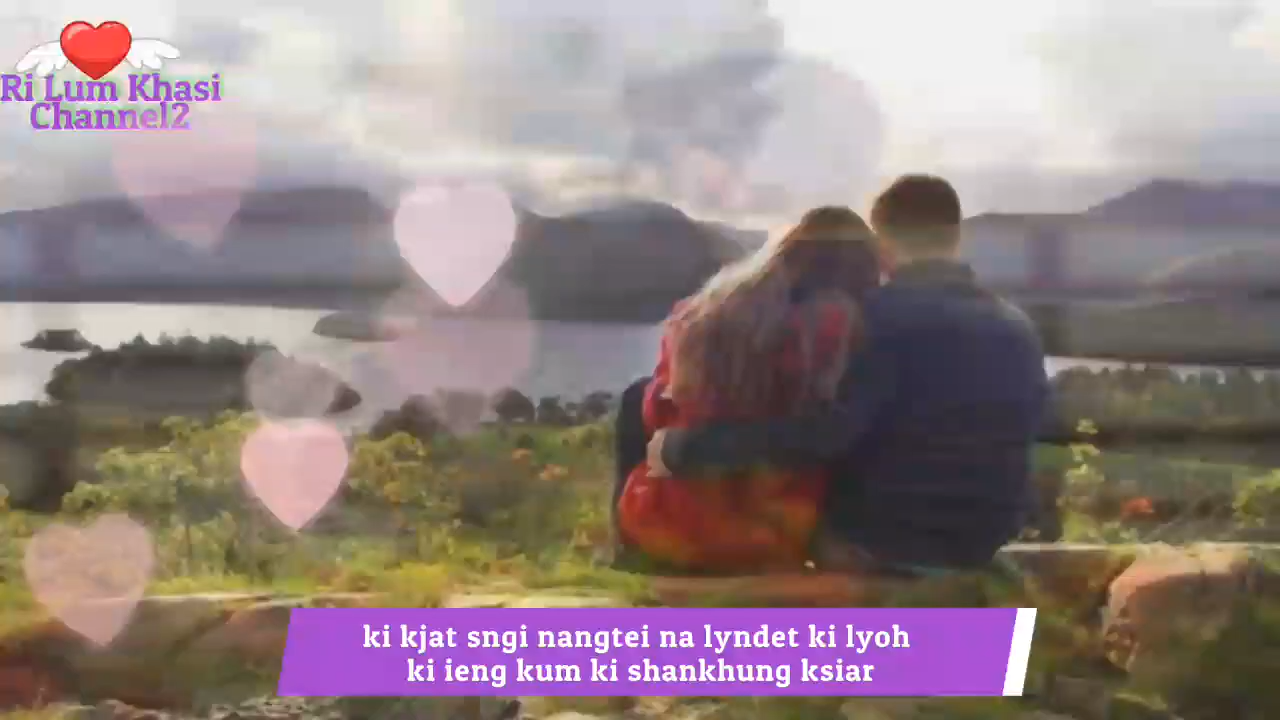 Ri Lum Khasi
Channel2
ki kjat sngi nangtei na lyndet ki lyoh
ki ieng kum ki shankhung ksiar